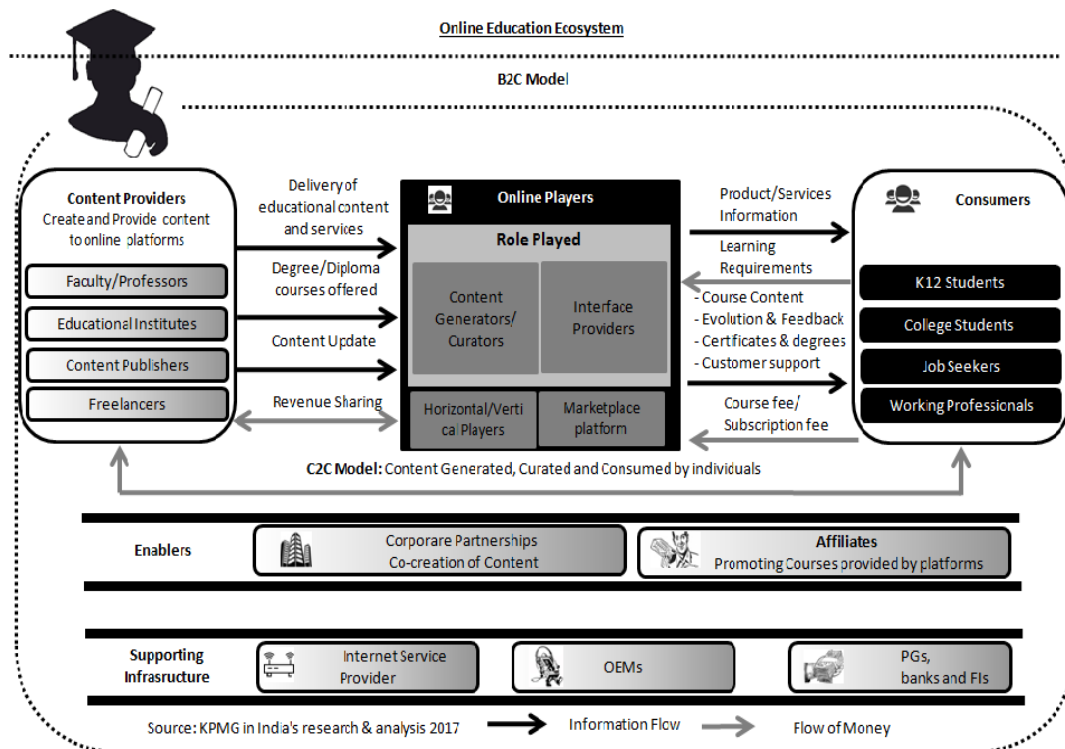 Online Education Ecosystem
B2C Model
Content Providers
Create and Provide content
to online platforms
Faculty/Professors
Educational Institutes
Content Publishers
Freelancers
Delivery of
educational content
and services
Degree/Diploma
courses offered
Content Update
Revenue Sharing
Online Players
Role Played
Content
Generators/
Curators
Interface
Providers
Horizontal/Verti
cal Players
Marketplace
platform
Product/Services
Information
Learning
Requirements
- Course Content
- Evolution & Feedback
- Certficates & degrees
- Customer support
Course fee/
Subscription fee
Consumers
K12 Students
College Students
Job Seekers
Working Professionals
C2C Model: Content Generated, Curated and Consumed by individuals
Enablers
Corporare Partnerships
Co-creation of Content
Affiliates
Promoting Courses provided by platforms
Supporting
Infrasructure
Internet Service
Provider
OEMs
PGs,
banks and FIs
Source: KPMG in India's research & analysis 2017
Information Flow
Flow of Money